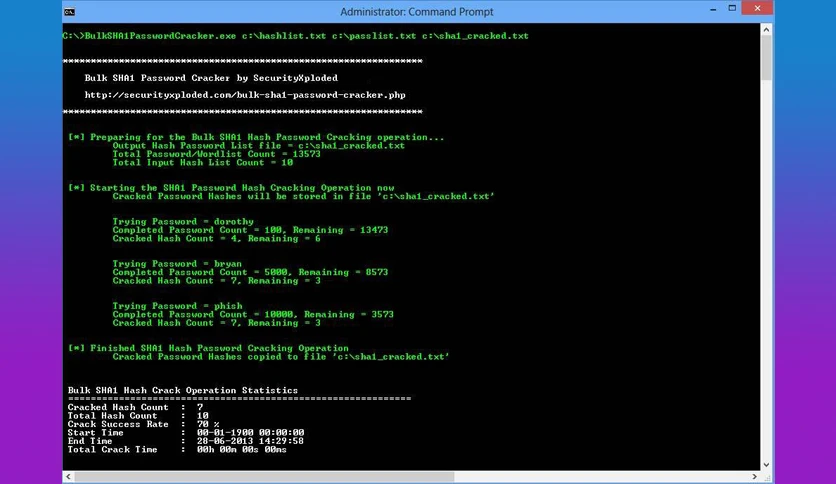 Administrator: Command Prompt
C:\>BulkSHA1PasswordCracker.exe c:\hashlist.txt c:\passlist.txt c:\sha1_cracked.txt
****************************************************************
Bulk SHA1 Password Cracker by SecurityXploded
http://securityxploded.com/bulk-sha1-password-cracker.php
****************************************************************
[*] Preparing for the Bulk SHA1 Hash Password Cracking operation...
Output Hash Password List file = c:\sha1_cracked.txt
Total Password/Wordlist Count = 13573
Total Input Hash List Count = 10
[*] Starting the SHA1 Password Hash Cracking Operation now
Cracked Password Hashes will be stored in file 'c:\sha1_cracked.txt'
Trying Password = dorothy
Completed Password Count = 100, Remaining = 13473
Cracked Hash Count = 4, Remaining = 6
Trying Password = bryan
Completed Password Count = 5000, Remaining = 8573
Cracked Hash Count = 7, Remaining = 3
Trying Password = phish
Completed Password Count = 10000, Remaining = 3573
Cracked Hash Count = 7, Remaining = 3
[*] Finished SHA1 Hash Password Cracking Operation
Cracked Password Hashes copied to file 'c:\sha1_cracked.txt'
Bulk SHA1 Hash Crack Operation Statistics
=============================================================
Cracked Hash Count : 7
Total Hash Count : 10
Crack Success Rate : 70 %
Start Time : 00-01-1900 00:00:00
End Time : 28-06-2013 14:29:58
Total Crack Time : 00h 00m 00s 00ms